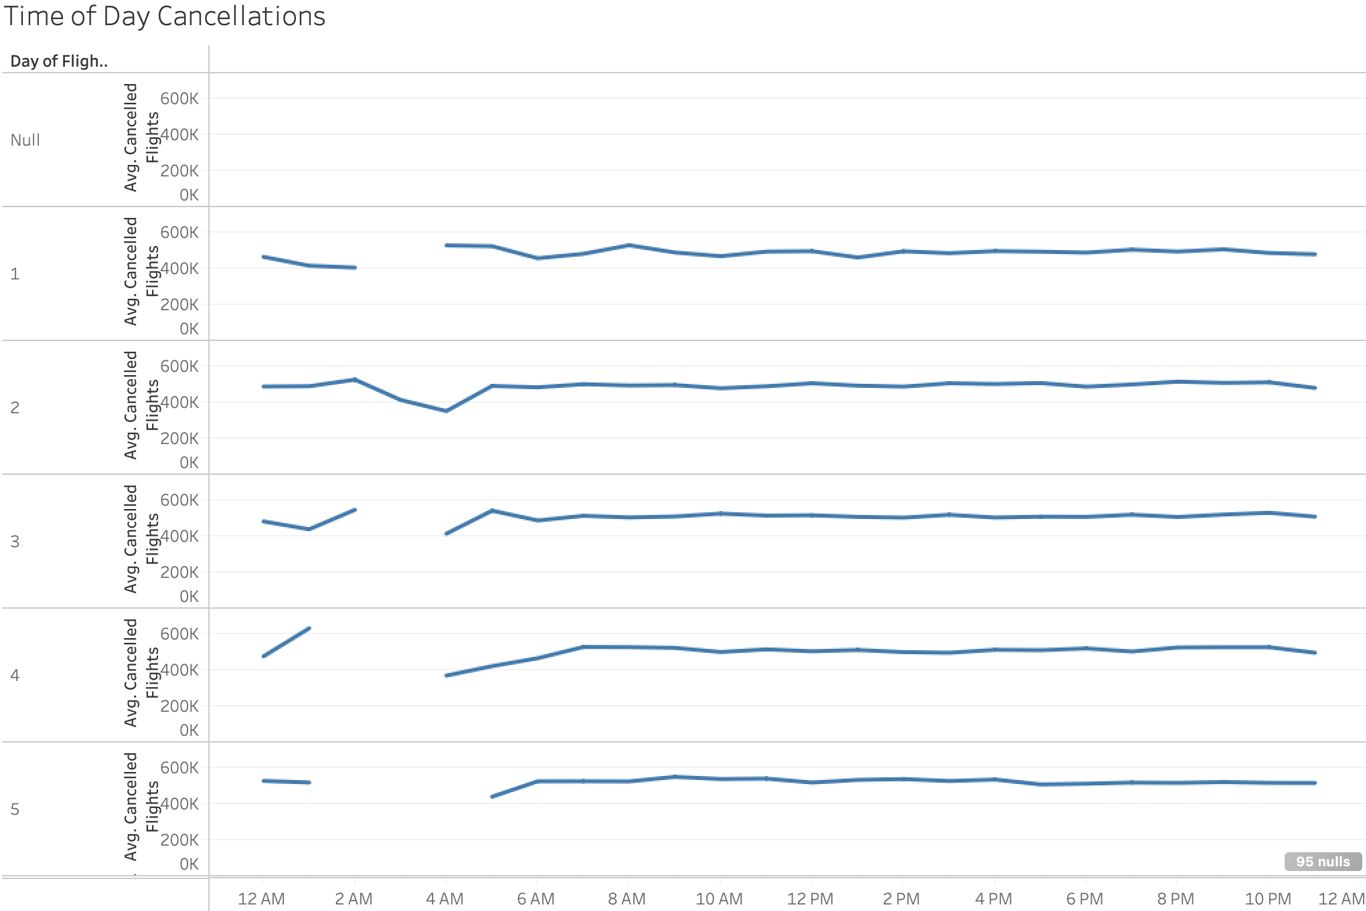 Time of Day Cancellations
Day of Fligh..
Null
Avg. Cancelled
Flights
600K
400K
200K
0K
1
Avg. Cancelled
Flights
600K
400K
200K
0K
2
Avg. Cancelled
Flights
600K
400K
200K
0K
3
Avg. Cancelled
Flights
600K
400K
200K
0K
4
Avg. Cancelled
Flights
600K
400K
200K
0K
5
Avg. Cancelled
Flights
600K
400K
200K
0K
95 nulls
12 AM 2 AM 4 AM 6 AM 8 AM 10 AM 12 PM 2 PM 4 PM 6 PM 8 PM 10 PM 12 AM